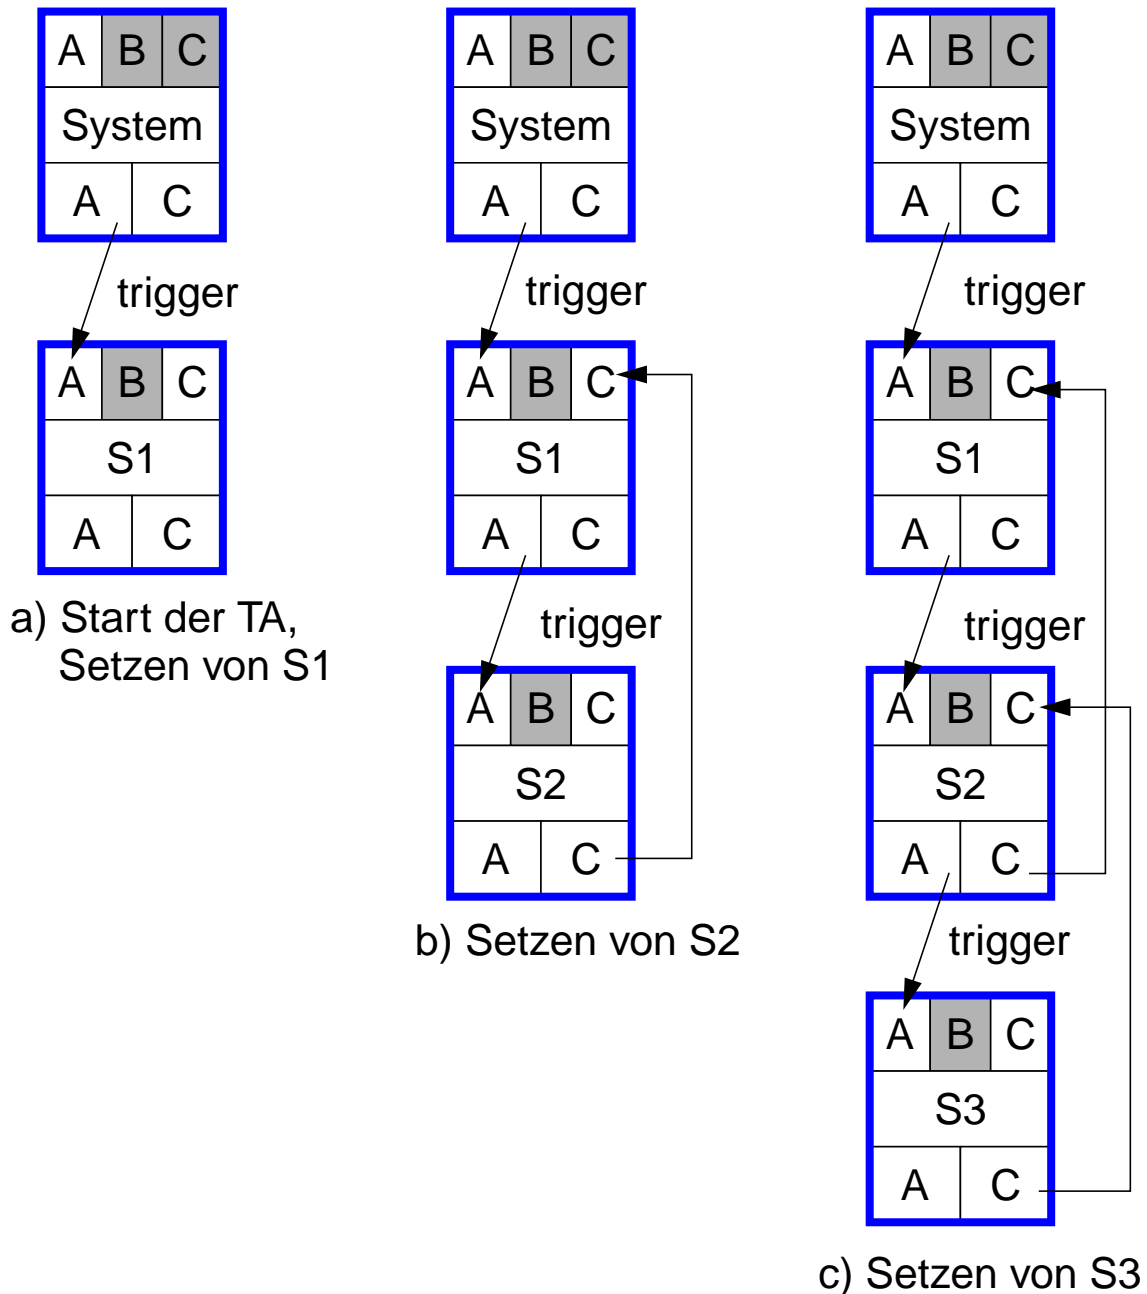 A B C
System
A C
trigger
A B C
S1
A C
a) Start der TA,
Setzen von S1
A B C
System
A C
trigger
A B C
S1
A C
trigger
A B C
S2
A C
b) Setzen von S2
A B C
System
A C
trigger
A B C
S1
A C
trigger
A B C
S2
A C
trigger
A B C
S3
A C
c) Setzen von S3